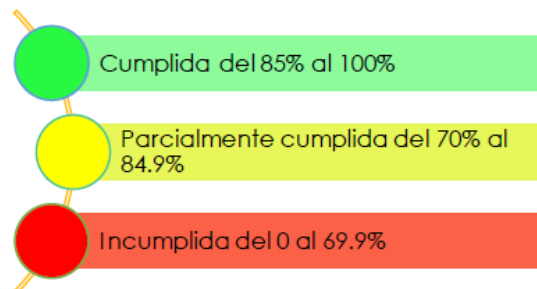 Cumplida del 85% al 100%
Parcialmente cumplida del 70% al
84.9%
Incumplida del 0 al 69.9%